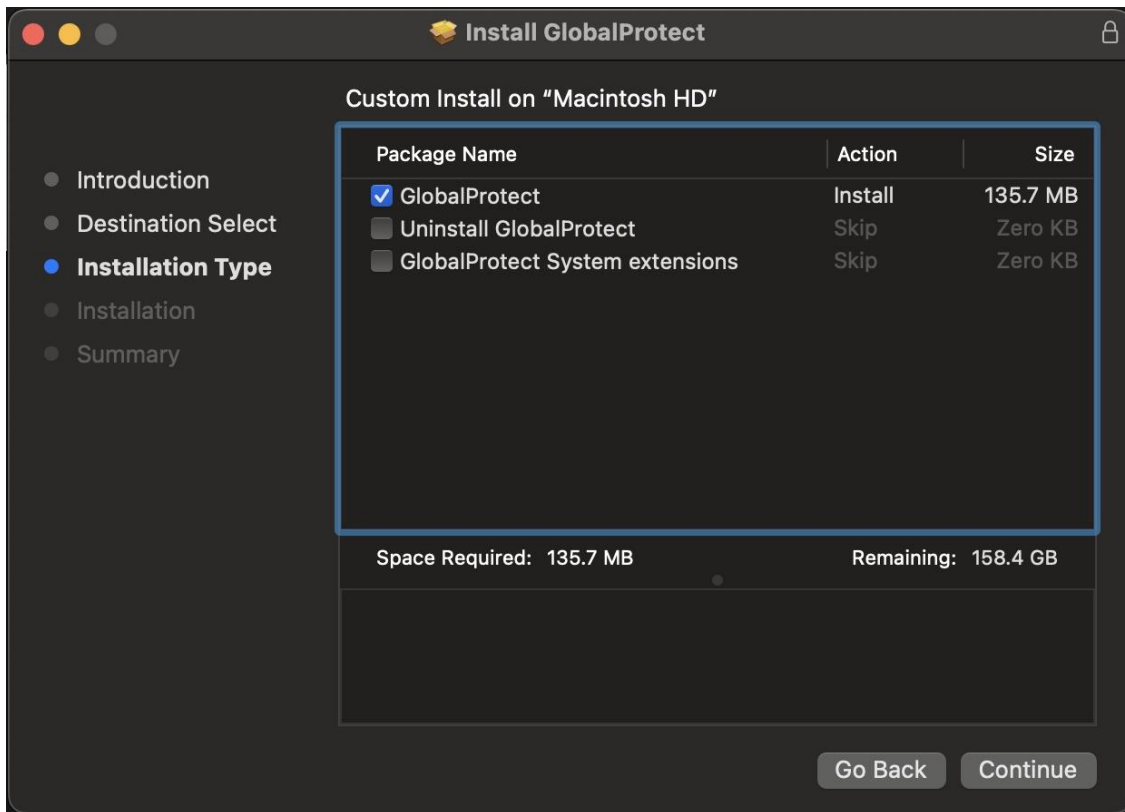 Install GlobalProtect
Custom Install on “Macintosh HD”
Introduction
Destination Select
Installation Type
Installation
Summary
Package Name Action Size
GlobalProtect Install 135.7 MB
Uninstall GlobalProtect Skip Zero KB
GlobalProtect System extensions Skip Zero KB
Space Required: 135.7 MB Remaining: 158.4 GB
Go Back Continue